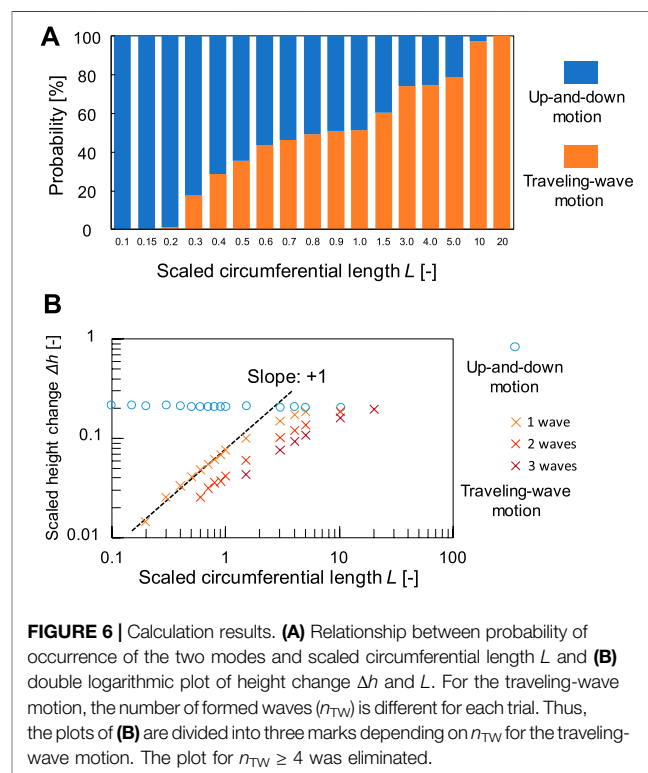 A
Probability [%]
100
80
60
40
20
0
0.1 0.15 0.2 0.3 0.4 0.5 0.6 0.7 0.8 0.9 1.0 1.5 3.0 4.0 5.0 10 20
Scaled circumferential length L [-]
Up-and-down
motion
Traveling-wave
motion
B
Scaled height change Δh [-]
1
0.1
0.01
0.1 1 10 100
Slope: +1
Scaled circumferential length L [-]
Up-and-down
motion
1 wave
2 waves
3 waves
Traveling-wave
motion
FIGURE 6 | Calculation results. (A) Relationship between probability of
occurrence of the two modes and scaled circumferential length L and (B)
double logarithmic plot of height change Δh and L. For the traveling-wave
motion, the number of formed waves (nTW) is different for each trial. Thus,
the plots of (B) are divided into three marks depending on nTW for the traveling-
wave motion. The plot for nTW ≥ 4 was eliminated.